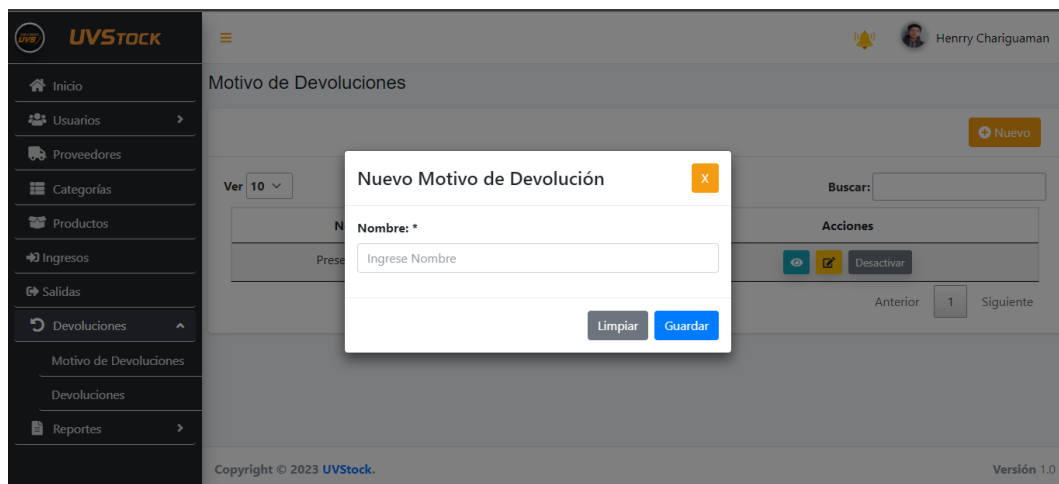 UVS
UVSTOCK
Henrry Chariguaman
Inicio
Usuarios
Proveedores
Categorías
Productos
Ingresos
Salidas
Devoluciones
Motivo de Devoluciones
Devoluciones
Reportes
Motivo de Devoluciones
Nuevo
Ver 10
Buscar:
Acciones
Desactivar
Anterior 1 Siguiente
Nuevo Motivo de Devolución
X
Nombre: *
Ingrese Nombre
Limpiar Guardar
Copyright © 2023 UVStock.
Versión 1.0